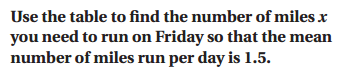 Use the table to find the number of miles x
you need to run on Friday so that the mean
number of miles run per day is 1.5.